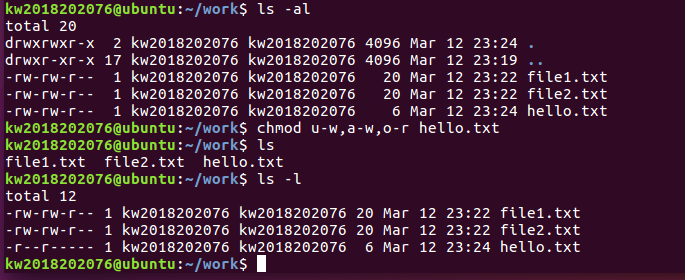 kw2018202076@ubuntu:~/work$ ls -al
total 20
drwxrwxr-x  2 kw2018202076 kw2018202076 4096 Mar 12 23:24 .
drwxr-xr-x 17 kw2018202076 kw2018202076 4096 Mar 12 23:19 ..
-rw-rw-r--  1 kw2018202076 kw2018202076   20 Mar 12 23:22 file1.txt
-rw-rw-r--  1 kw2018202076 kw2018202076   20 Mar 12 23:22 file2.txt
-rw-rw-r--  1 kw2018202076 kw2018202076    6 Mar 12 23:24 hello.txt
kw2018202076@ubuntu:~/work$ chmod u-w,a-w,o-r hello.txt
kw2018202076@ubuntu:~/work$ ls
file1.txt  file2.txt  hello.txt
kw2018202076@ubuntu:~/work$ ls -l
total 12
-rw-rw-r-- 1 kw2018202076 kw2018202076 20 Mar 12 23:22 file1.txt
-rw-rw-r-- 1 kw2018202076 kw2018202076 20 Mar 12 23:22 file2.txt
-r--r----- 1 kw2018202076 kw2018202076  6 Mar 12 23:24 hello.txt
kw2018202076@ubuntu:~/work$